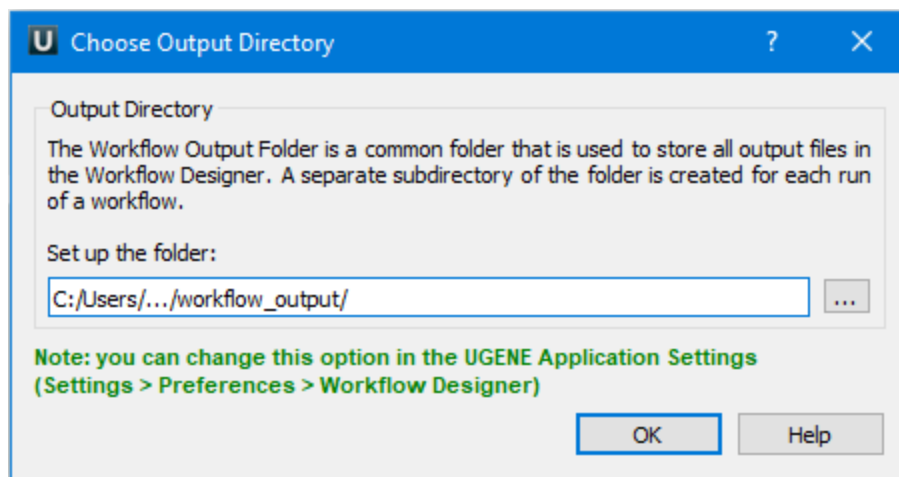 U Choose Output Directory ? ×
Output Directory
The Workflow Output Folder is a common folder that is used to store all output files in
the Workflow Designer. A separate subdirectory of the folder is created for each run
of a workflow.
Set up the folder:
C:/Users/.../workflow_output/ ...
Note: you can change this option in the UGENE Application Settings
(Settings > Preferences > Workflow Designer)
OK Help